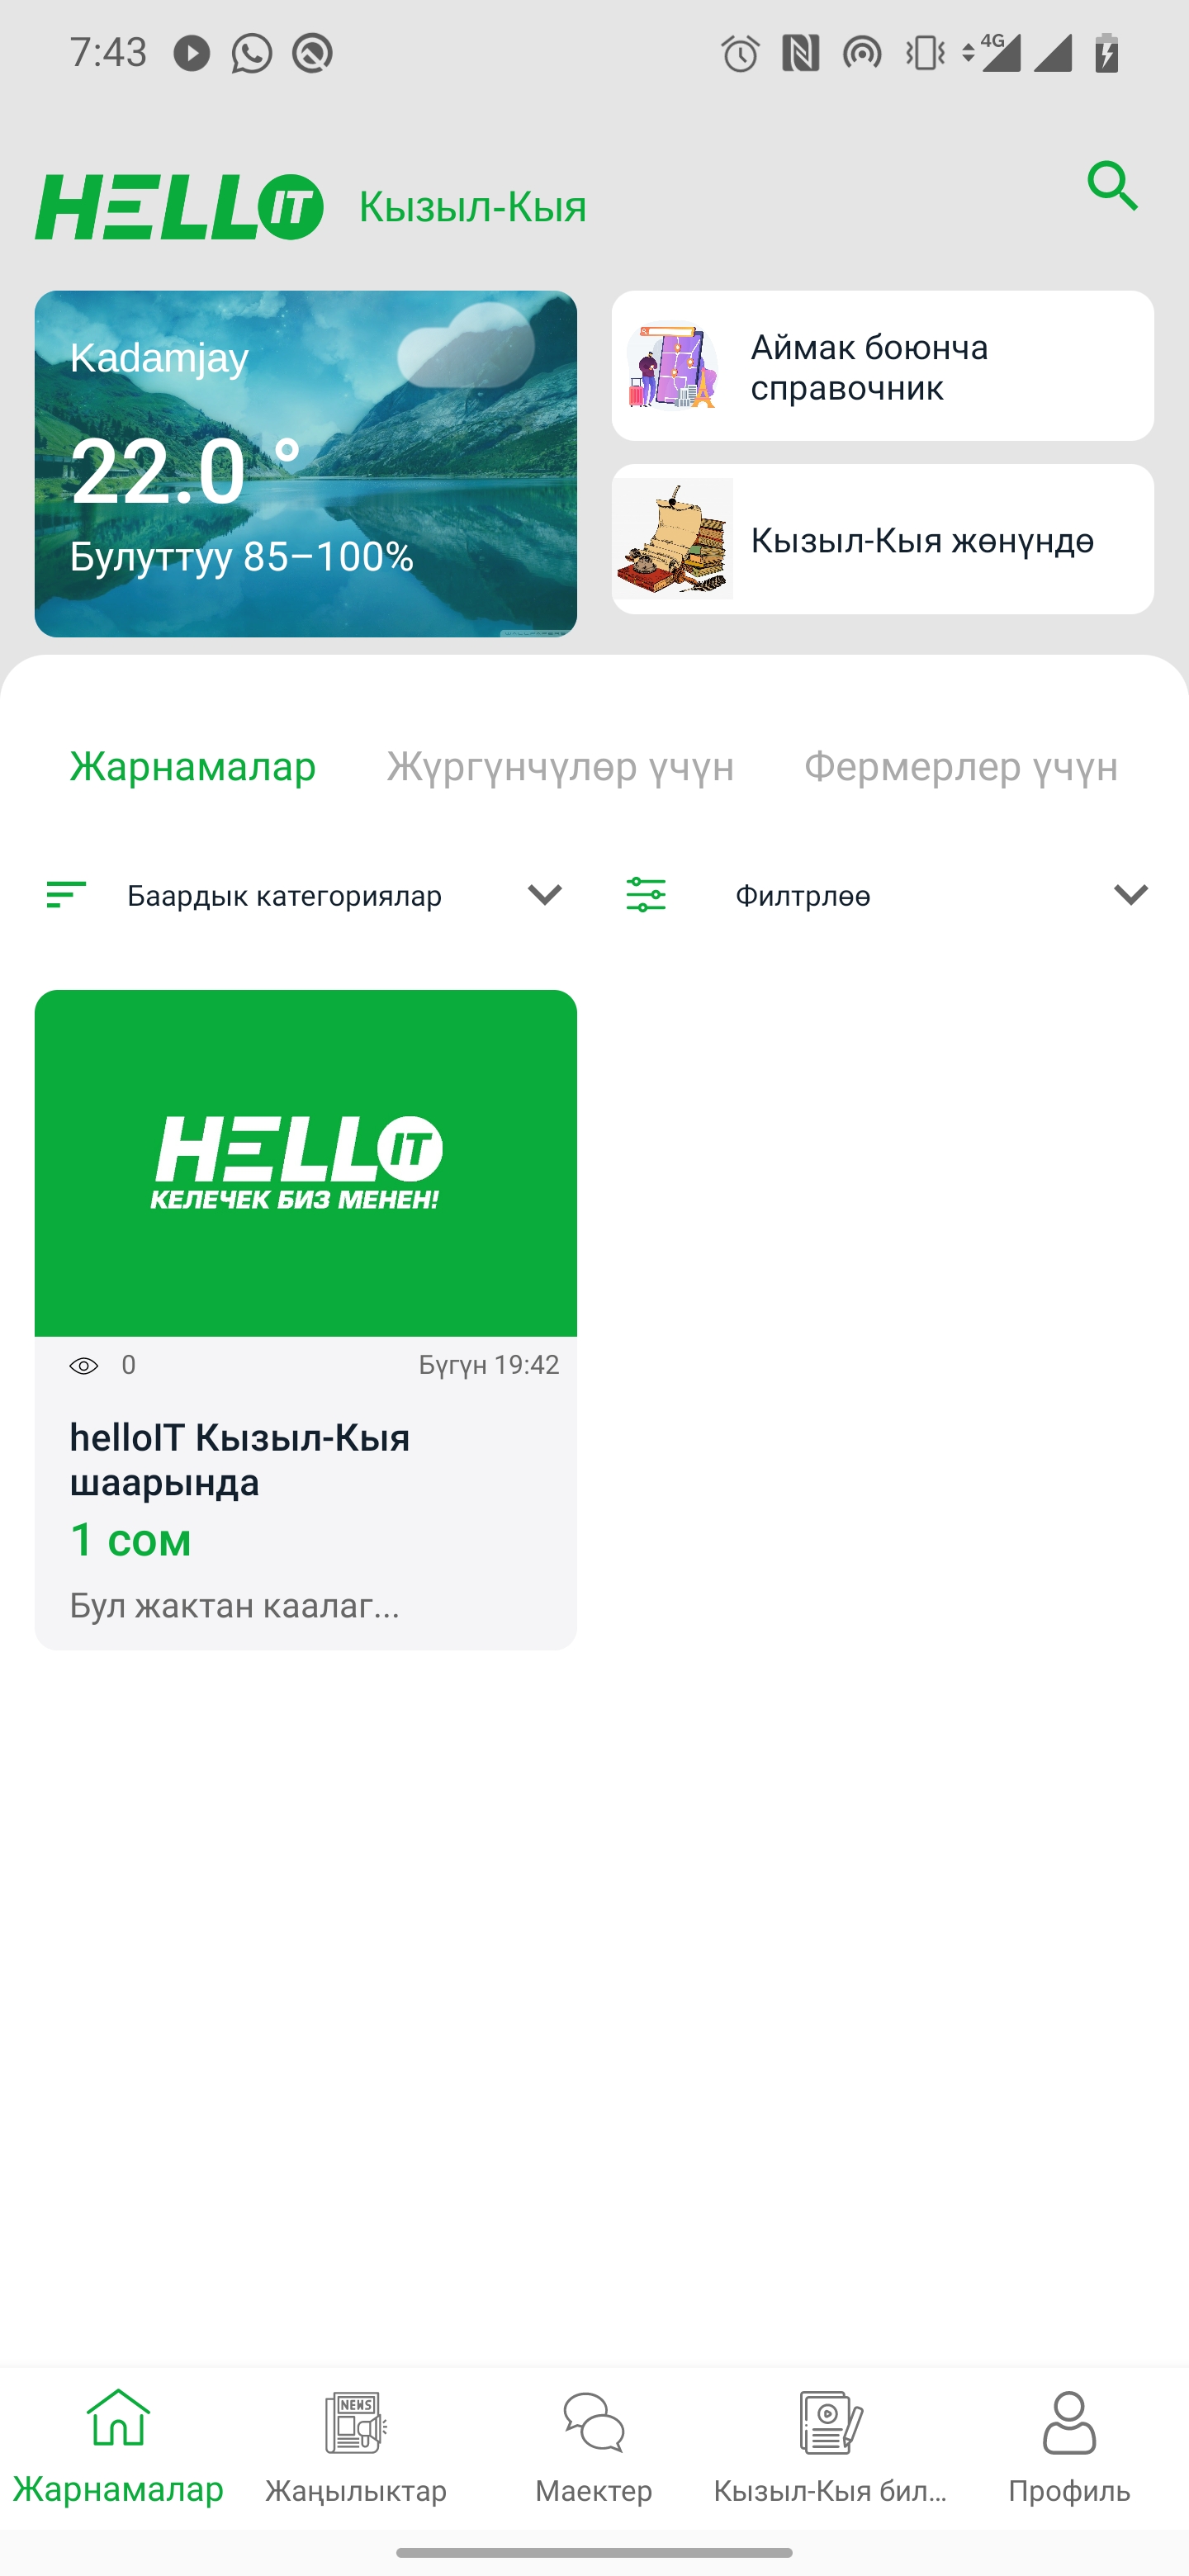 7:43
4G
HELLO IT Кызыл-Кыя
Kadamjay
22.0 °
Булуттуу 85–100%
Аймак боюнча
справочник
Кызыл-Кыя жөнүндө
Жарнамалар Жүргүнчүлөр үчүн Фермерлер үчүн
Баардык категориялар Филтрлөө
HELLO IT
КЕЛЕЧЕК БИЗ МЕНЕН!
0 Бүгүн 19:42
helloIT Кызыл-Кыя
шаарында
1 сом
Бул жактан каалаг...
NEWS
Жарнамалар Жаңылыктар Маектер Кызыл-Кыя бил... Профиль